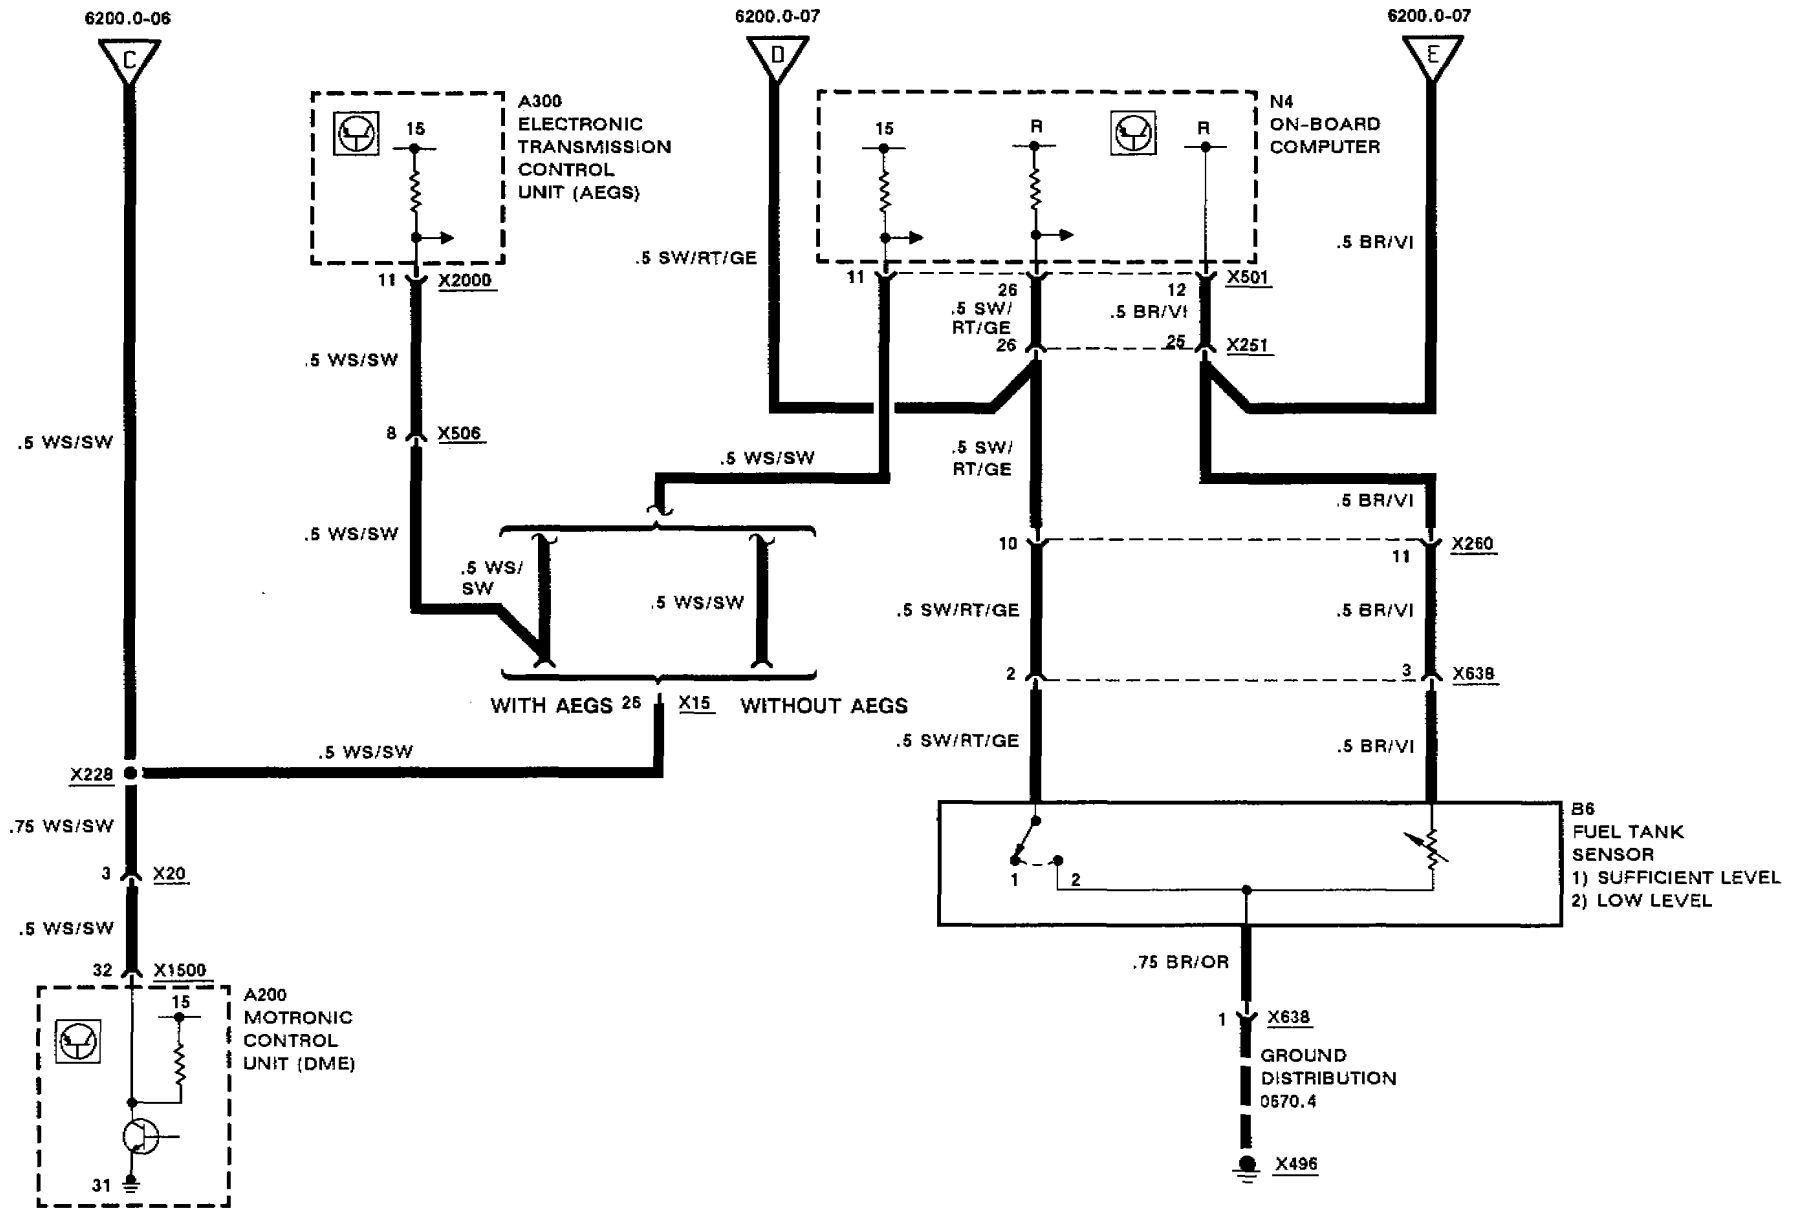 6200.0-06
6200.0-07
6200.0-07
C
D
E
A300
ELECTRONIC
TRANSMISSION
CONTROL
UNIT (AEGS)
15
N4
ON-BOARD
COMPUTER
15
R
R
.5 SW/RT/GE
.5 BR/VI
11
X2000
11
26
12
X501
.5 SW/
RT/GE
.5 BR/VI
26
25
X251
.5 WS/SW
8
X506
.5 WS/SW
.5 WS/SW
.5 SW/
RT/GE
.5 BR/VI
.5 WS/SW
10
11
X260
.5 WS/
SW
.5 WS/SW
.5 SW/RT/GE
.5 BR/VI
2
3
X638
WITH AEGS
26
X15
WITHOUT AEGS
.5 WS/SW
.5 SW/RT/GE
.5 BR/VI
X228
.75 WS/SW
B6
FUEL TANK
SENSOR
1) SUFFICIENT LEVEL
2) LOW LEVEL
1
2
3
X20
.5 WS/SW
.75 BR/OR
32
X1500
A200
MOTRONIC
CONTROL
UNIT (DME)
15
31
1
X638
GROUND
DISTRIBUTION
0670.4
X496